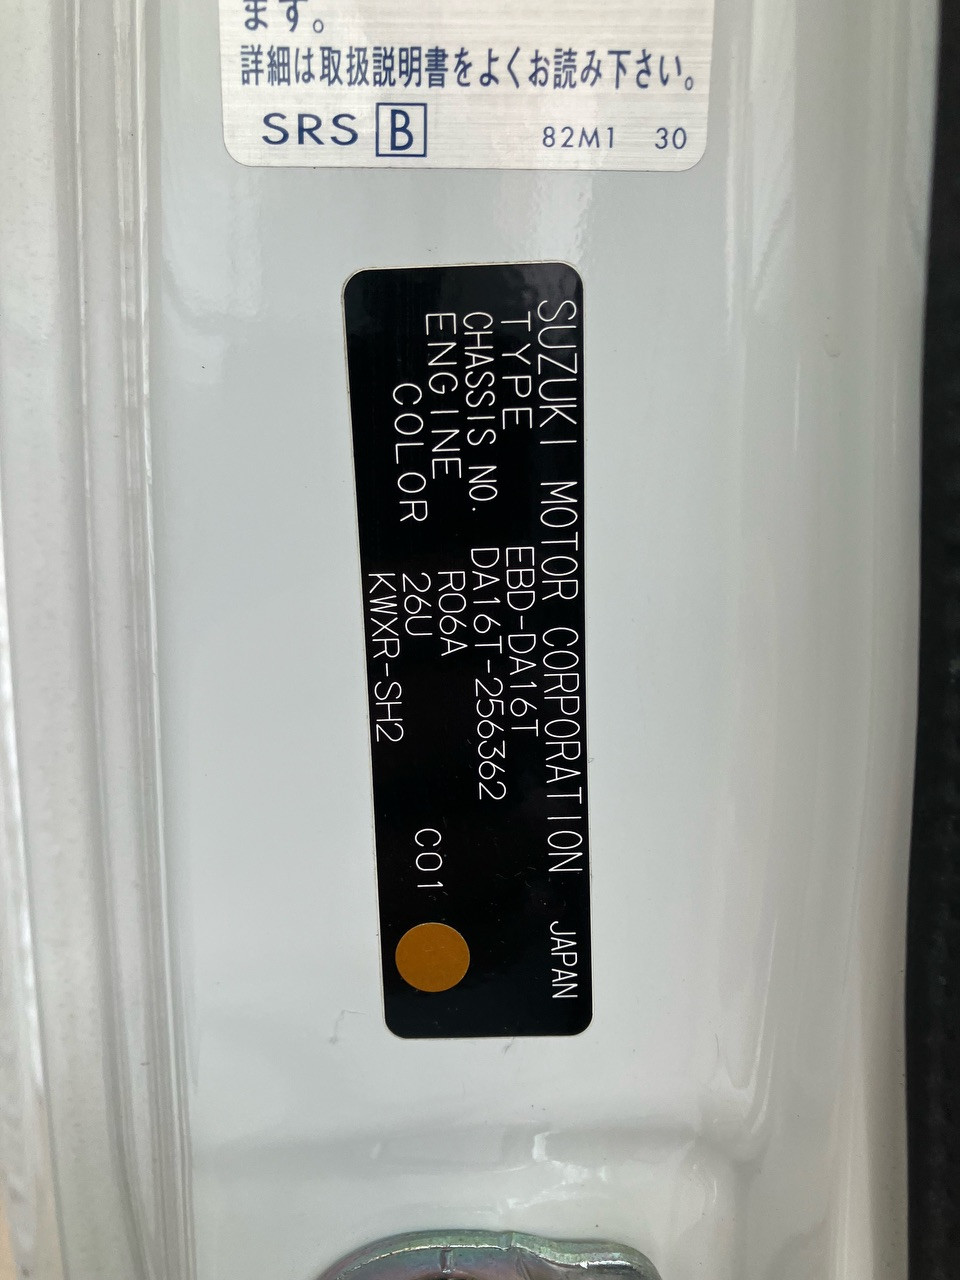 ます。
詳細は取扱説明書をよくお読み下さい。
SRS B 82M1 30
SUZUKI MOTOR CORPORATION JAPAN
TYPE EBD-DA16T
CHASSIS NO. DA16T-256362
ENGINE R06A
COLOR 26U C01
KWXR-SH2